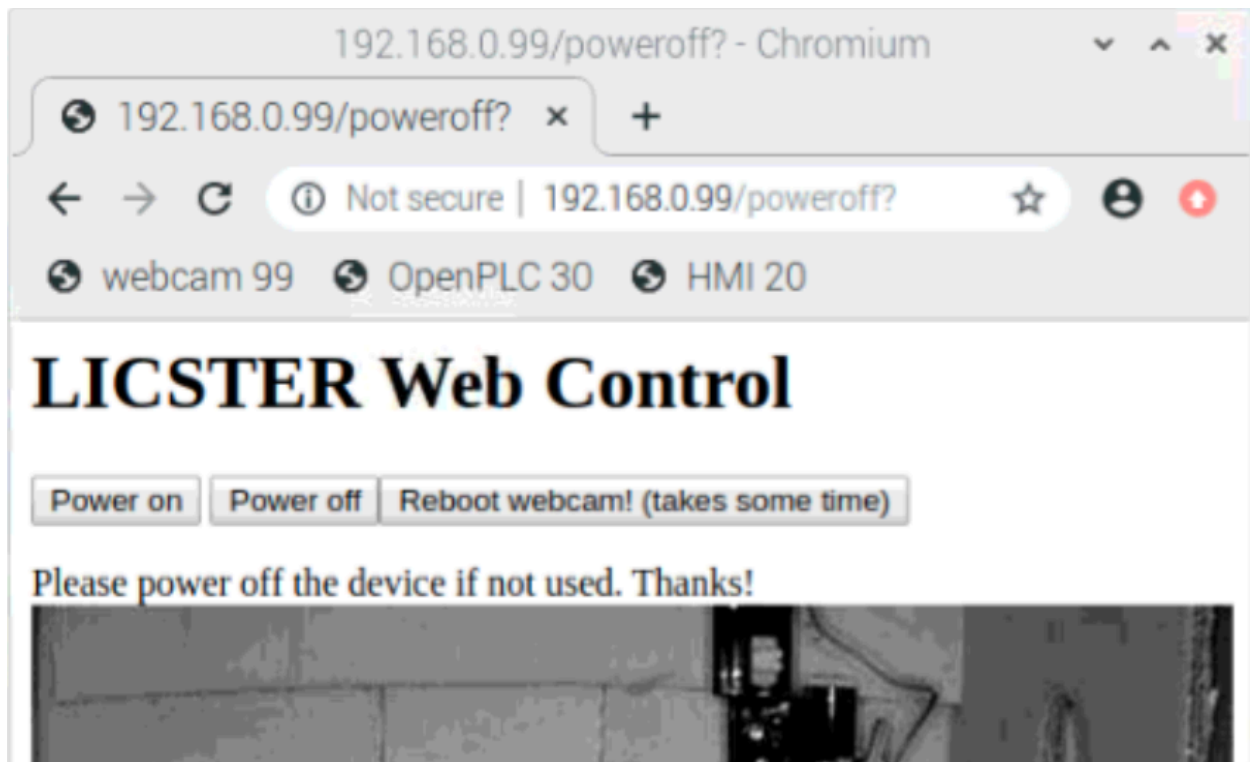 192.168.0.99/poweroff? - Chromium
192.168.0.99/poweroff?
Not secure | 192.168.0.99/poweroff?
webcam 99 OpenPLC 30 HMI 20
LICSTER Web Control
Power on Power off Reboot webcam! (takes some time)
Please power off the device if not used. Thanks!